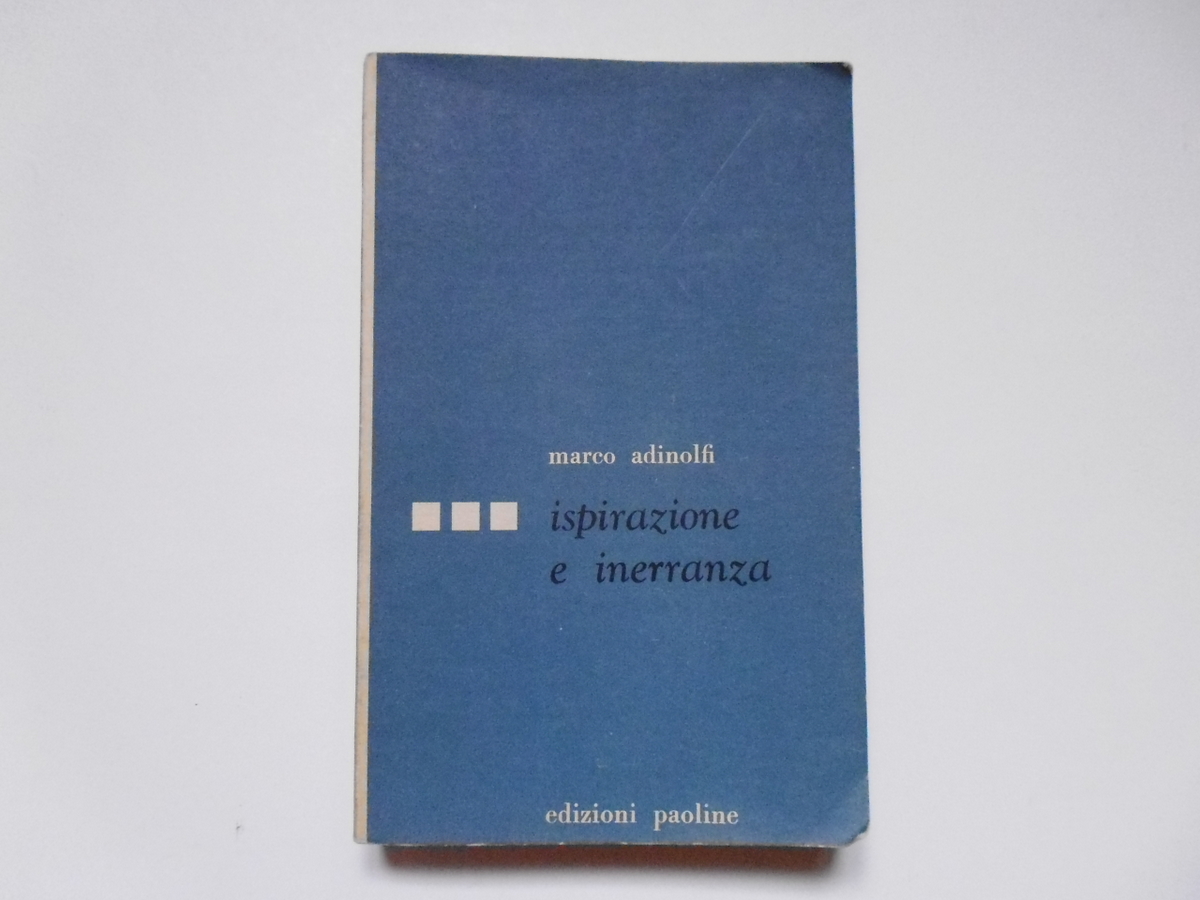 marco adinolfi
ispirazione
e inerranza
edizioni paoline